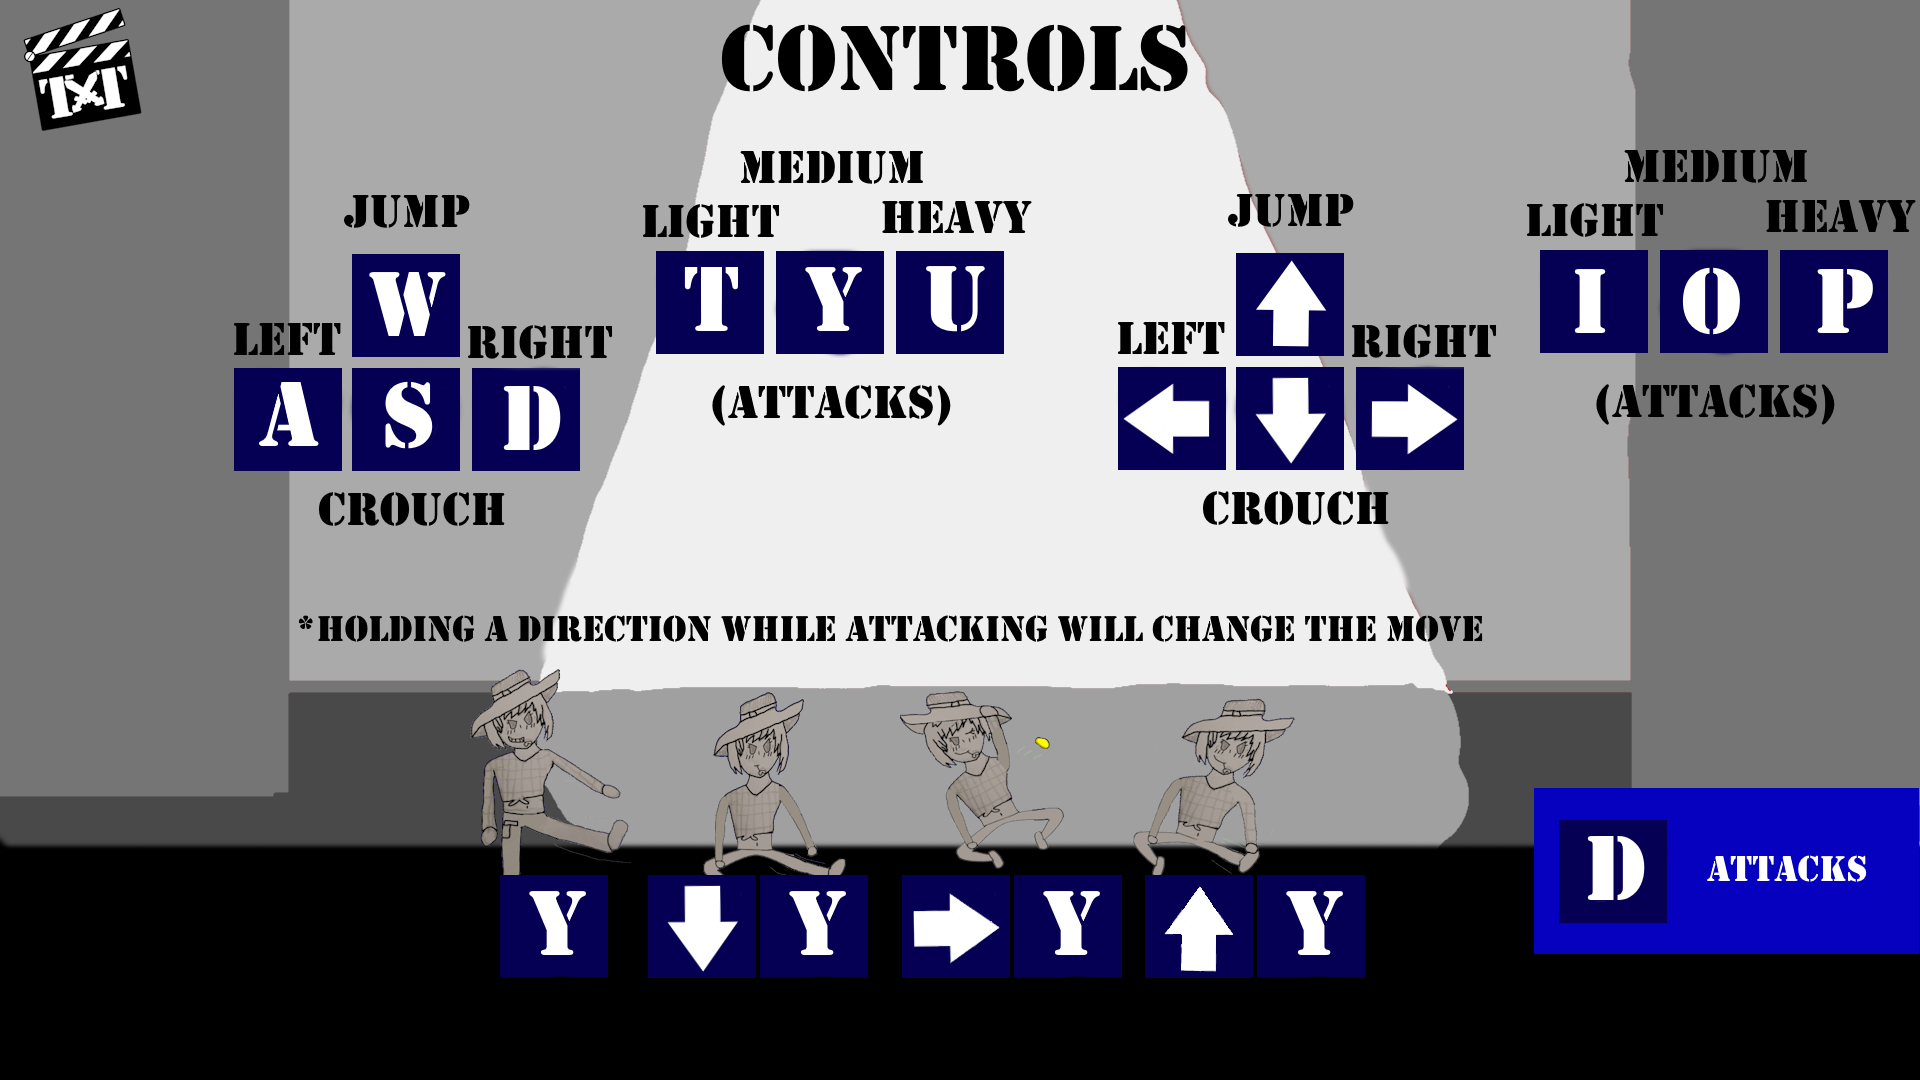 TXT
CONTROLS
MEDIUM
LIGHT HEAVY
JUMP
W
T Y U
LEFT RIGHT
A S D
(ATTACKS)
CROUCH
MEDIUM
LIGHT HEAVY
JUMP
I O P
LEFT RIGHT
(ATTACKS)
CROUCH
*HOLDING A DIRECTION WHILE ATTACKING WILL CHANGE THE MOVE
Y Y Y Y
D ATTACKS